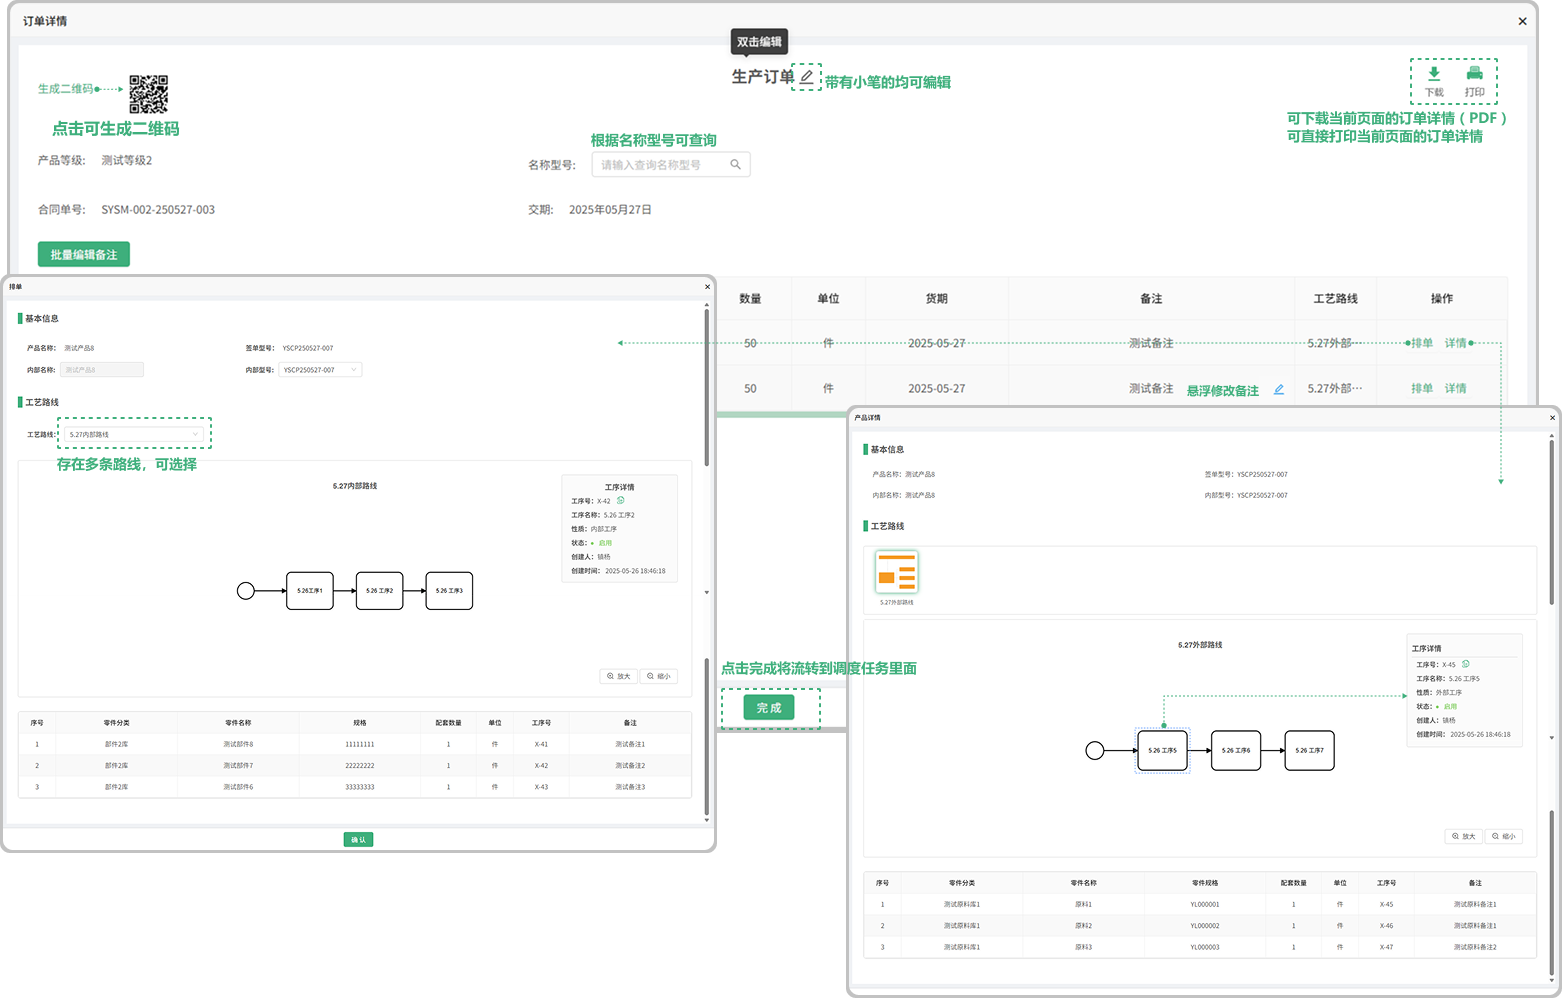 订单详情
双击编辑
生产订单
带有小笔的均可编辑
生成二维码
点击可生成二维码
下载 打印
可下载当前页面的订单详情（PDF）
可直接打印当前页面的订单详情
根据名称型号可查询
产品等级: 测试等级2
名称型号: 请输入查询名称型号
合同单号: SYSM-002-250527-003
交期: 2025年05月27日
批量编辑备注
数量 单位 货期 备注 工艺路线 操作
50 件 2025-05-27 测试备注 5.27外部··· 排单 详情
50 件 2025-05-27 测试备注 悬浮修改备注 5.27外部··· 排单 详情
点击完成将流转到调度任务里面
完成
排单
基本信息
产品名称: 测试产品8 签单型号: YSCP250527-007
内部名称: 测试产品8 内部型号: YSCP250527-007
工艺路线
工艺路线: 5.27内部路线
存在多条路线，可选择
5.27内部路线
工序详情
工序号: X-42
工序名称: 5.26 工序2
性质: 内部工序
状态: 启用
创建人: 镇杨
创建时间: 2025-05-26 18:46:18
5.26工序1 5.26 工序2 5.26 工序3
放大 缩小
序号 零件分类 零件名称 规格 配套数量 单位 工序号 备注
1 部件2库 测试部件8 11111111 1 件 X-41 测试备注1
2 部件2库 测试部件7 22222222 1 件 X-42 测试备注2
3 部件2库 测试部件6 33333333 1 件 X-43 测试备注3
确认
产品详情
基本信息
产品名称: 测试产品8 签单型号: YSCP250527-007
内部名称: 测试产品8 内部型号: YSCP250527-007
工艺路线
5.27外部路线
5.27外部路线
工序详情
工序号: X-45
工序名称: 5.26 工序5
性质: 外部工序
状态: 启用
创建人: 镇杨
创建时间: 2025-05-26 18:46:18
5.26 工序5 5.26 工序6 5.26 工序7
放大 缩小
序号 零件分类 零件名称 零件规格 配套数量 单位 工序号 备注
1 测试原料库1 原料1 YL000001 1 件 X-45 测试原料备注1
2 测试原料库1 原料2 YL000002 1 件 X-46 测试原料备注1
3 测试原料库1 原料3 YL000003 1 件 X-47 测试原料备注2